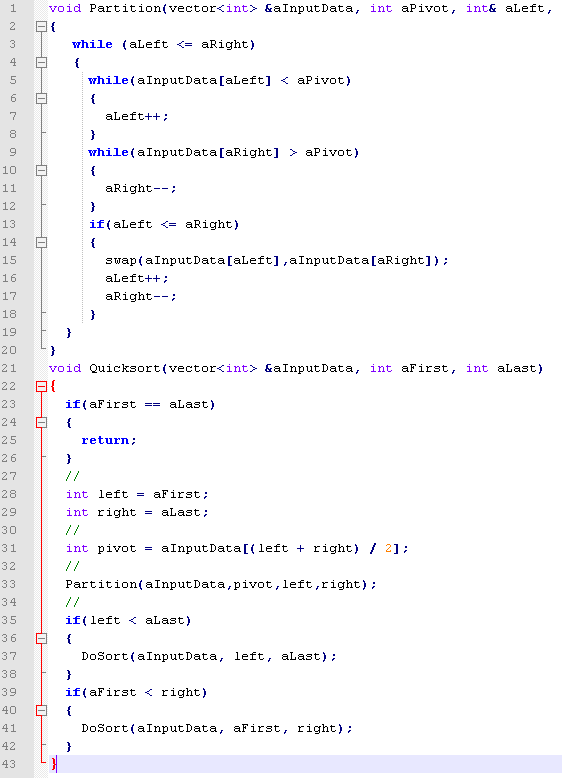 1 void Partition(vector<int> &aInputData, int aPivot, int& aLeft,
2 {
3 while (aLeft <= aRight)
4 {
5 while(aInputData[aLeft] < aPivot)
6 {
7 aLeft++;
8 }
9 while(aInputData[aRight] > aPivot)
10 {
11 aRight--;
12 }
13 if(aLeft <= aRight)
14 {
15 swap(aInputData[aLeft],aInputData[aRight]);
16 aLeft++;
17 aRight--;
18 }
19 }
20 }
21 void Quicksort(vector<int> &aInputData, int aFirst, int aLast)
22 {
23 if(aFirst == aLast)
24 {
25 return;
26 }
27 //
28 int left = aFirst;
29 int right = aLast;
30 //
31 int pivot = aInputData[(left + right) / 2];
32 //
33 Partition(aInputData,pivot,left,right);
34 //
35 if(left < aLast)
36 {
37 DoSort(aInputData, left, aLast);
38 }
39 if(aFirst < right)
40 {
41 DoSort(aInputData, aFirst, right);
42 }
43 }